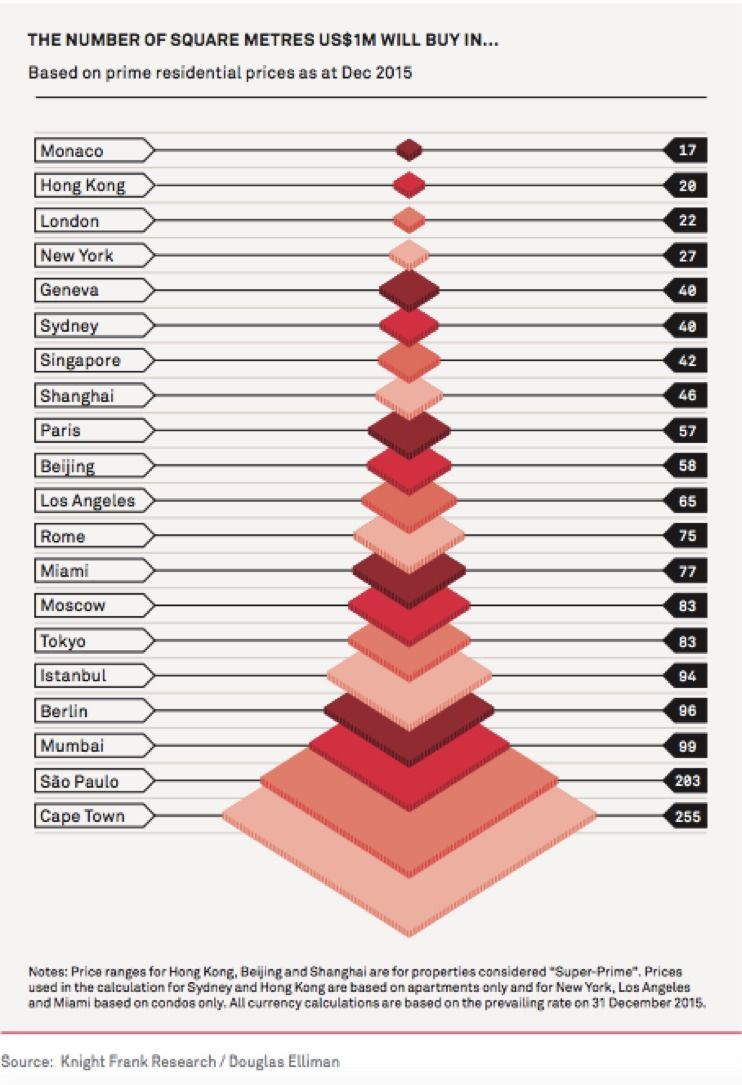 THE NUMBER OF SQUARE METRES US$1M WILL BUY IN...
Based on prime residential prices as at Dec 2015
Monaco 17
Hong Kong 20
London 22
New York 27
Geneva 40
Sydney 40
Singapore 42
Shanghai 46
Paris 57
Beijing 58
Los Angeles 65
Rome 75
Miami 77
Moscow 83
Tokyo 83
Istanbul 94
Berlin 96
Mumbai 99
São Paulo 203
Cape Town 255
Notes: Price ranges for Hong Kong, Beijing and Shanghai are for properties considered “Super-Prime”. Prices
used in the calculation for Sydney and Hong Kong are based on apartments only and for New York, Los Angeles
and Miami based on condos only. All currency calculations are based on the prevailing rate on 31 December 2015.
Source: Knight Frank Research / Douglas Elliman